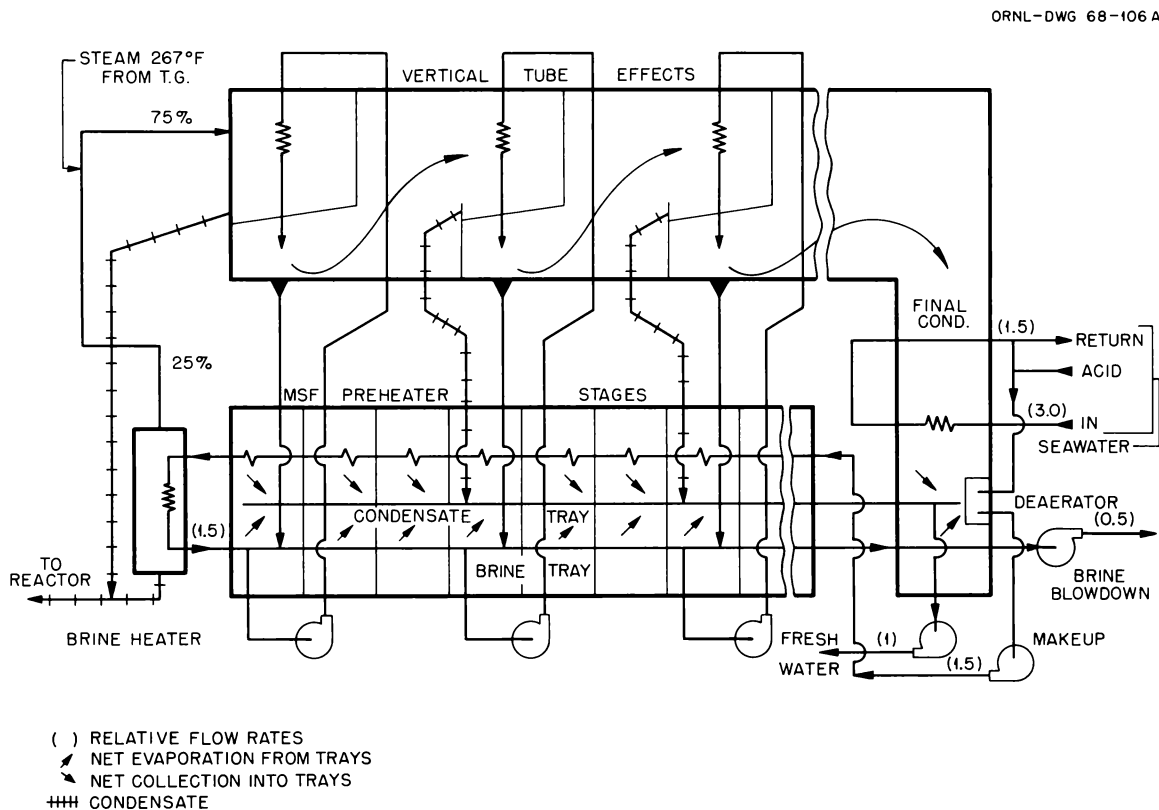 ORNL-DWG 68-106A
STEAM 267°F
FROM T.G.
VERTICAL TUBE EFFECTS
75%
25%
FINAL
COND.
(1.5)
RETURN
ACID
(3.0)
IN
SEAWATER
MSF PREHEATER STAGES
CONDENSATE TRAY
DEAERATOR
(0.5)
(1.5)
BRINE TRAY
BRINE
BLOWDOWN
TO
REACTOR
BRINE HEATER
FRESH
WATER
(1)
(1.5)
MAKEUP
( ) RELATIVE FLOW RATES
NET EVAPORATION FROM TRAYS
NET COLLECTION INTO TRAYS
CONDENSATE